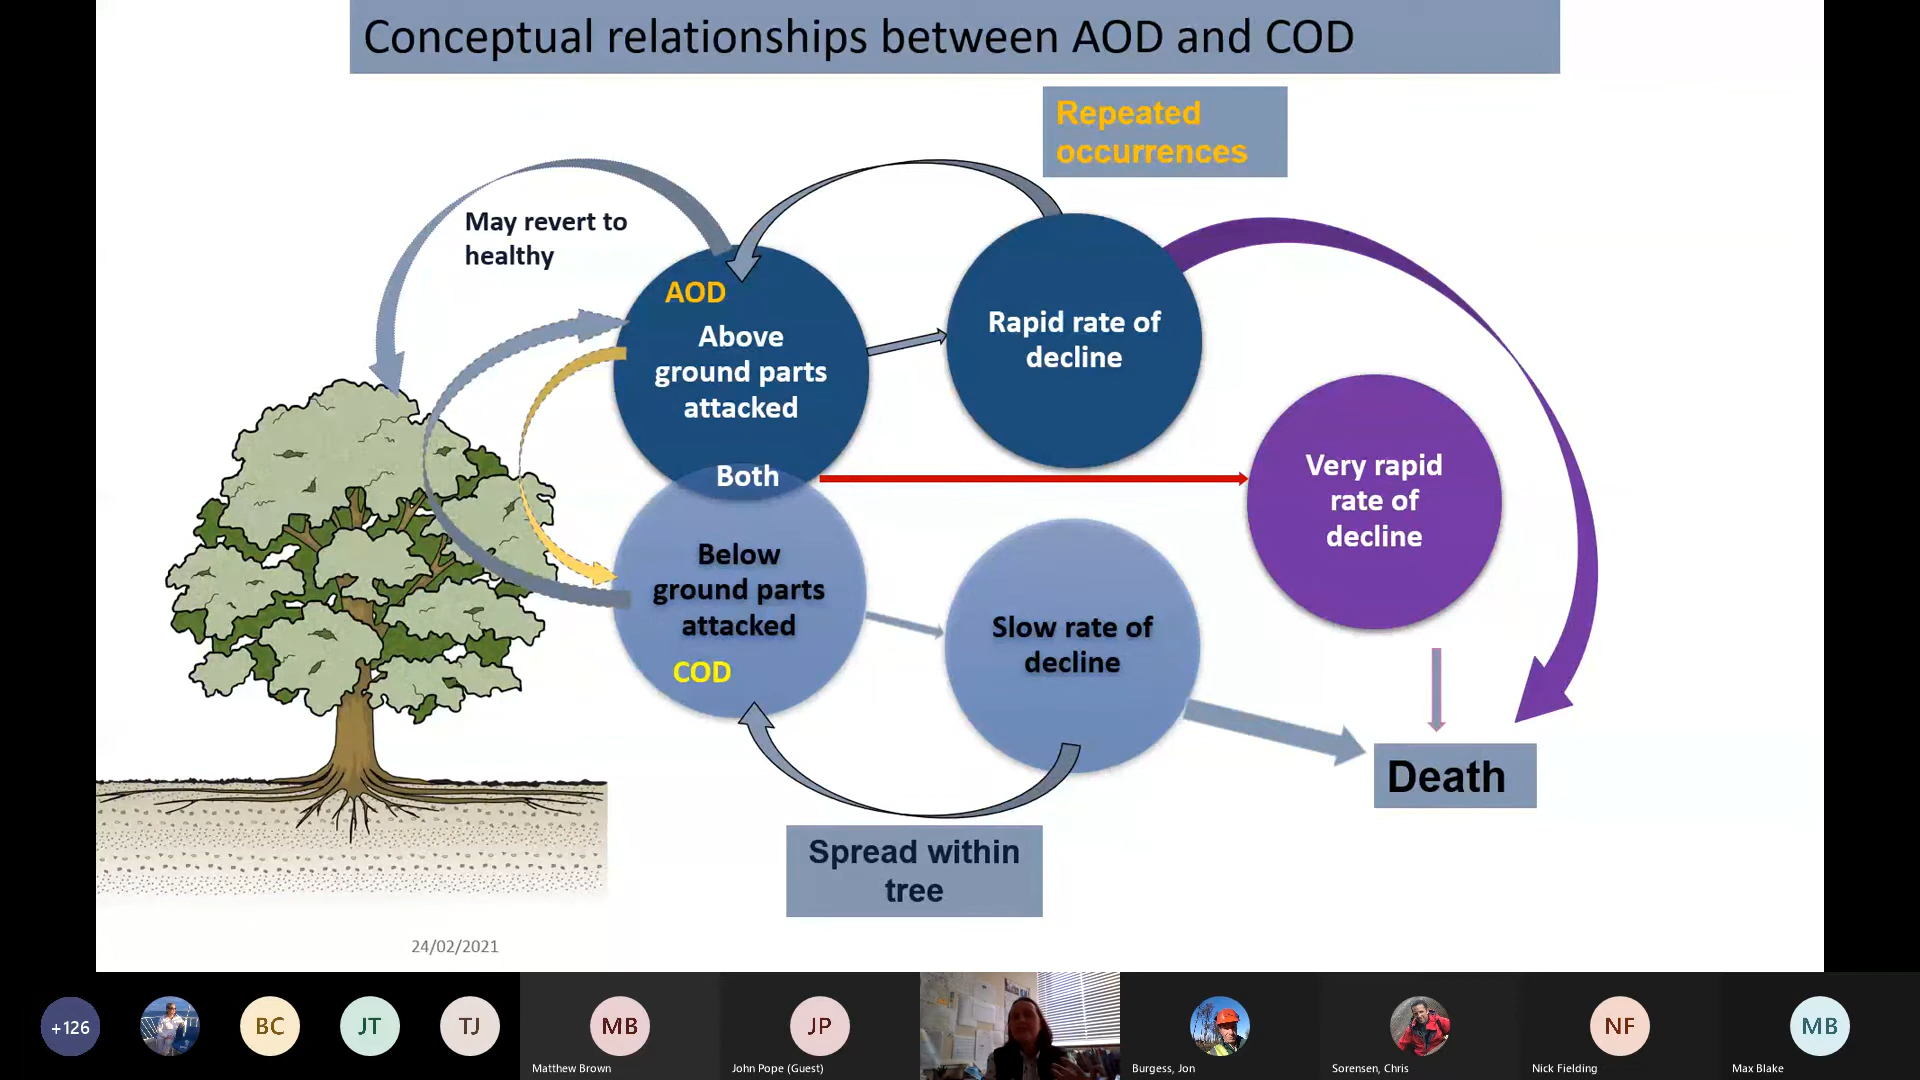 Conceptual relationships between AOD and COD
Repeated
occurrences
May revert to
healthy
AOD
Above
ground parts
attacked
Rapid rate of
decline
Both
Very rapid
rate of
decline
Below
ground parts
attacked
COD
Slow rate of
decline
Death
Spread within
tree
24/02/2021
+126
BC
JT
TJ
MB
JP
NF
MB
Matthew Brown
John Pope (Guest)
Burgess, Jon
Sorensen, Chris
Nick Fielding
Max Blake